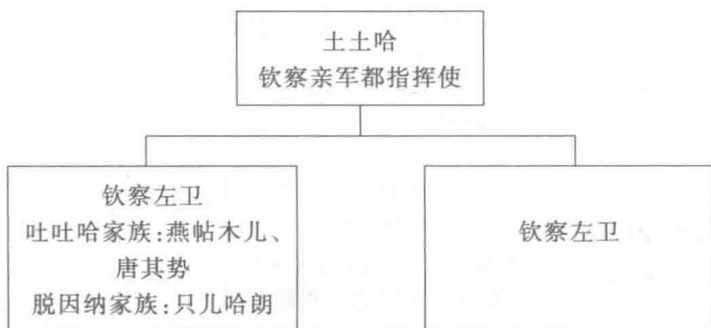 土土哈
钦察亲军都指挥使
钦察左卫
吐吐哈家族:燕帖木儿、
唐其势
脱因纳家族:只儿哈朗
钦察左卫